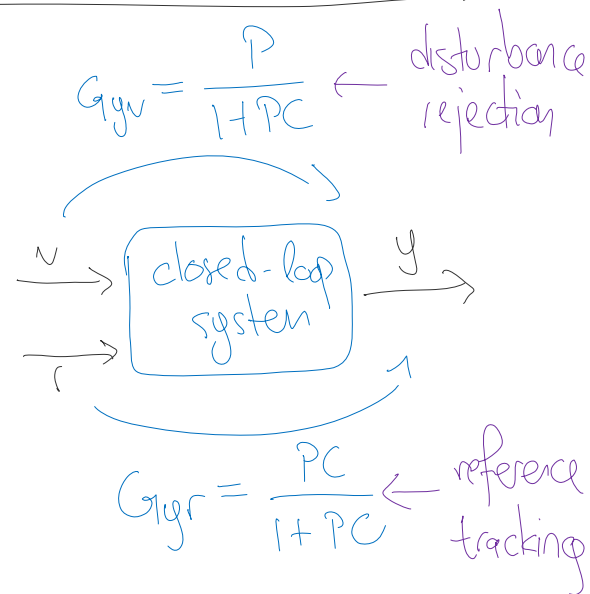 Gyv = P / 1+PC ← disturbance
rejection
v
closed-loop
system
y
r
Gyr = PC / 1+PC ← reference
tracking